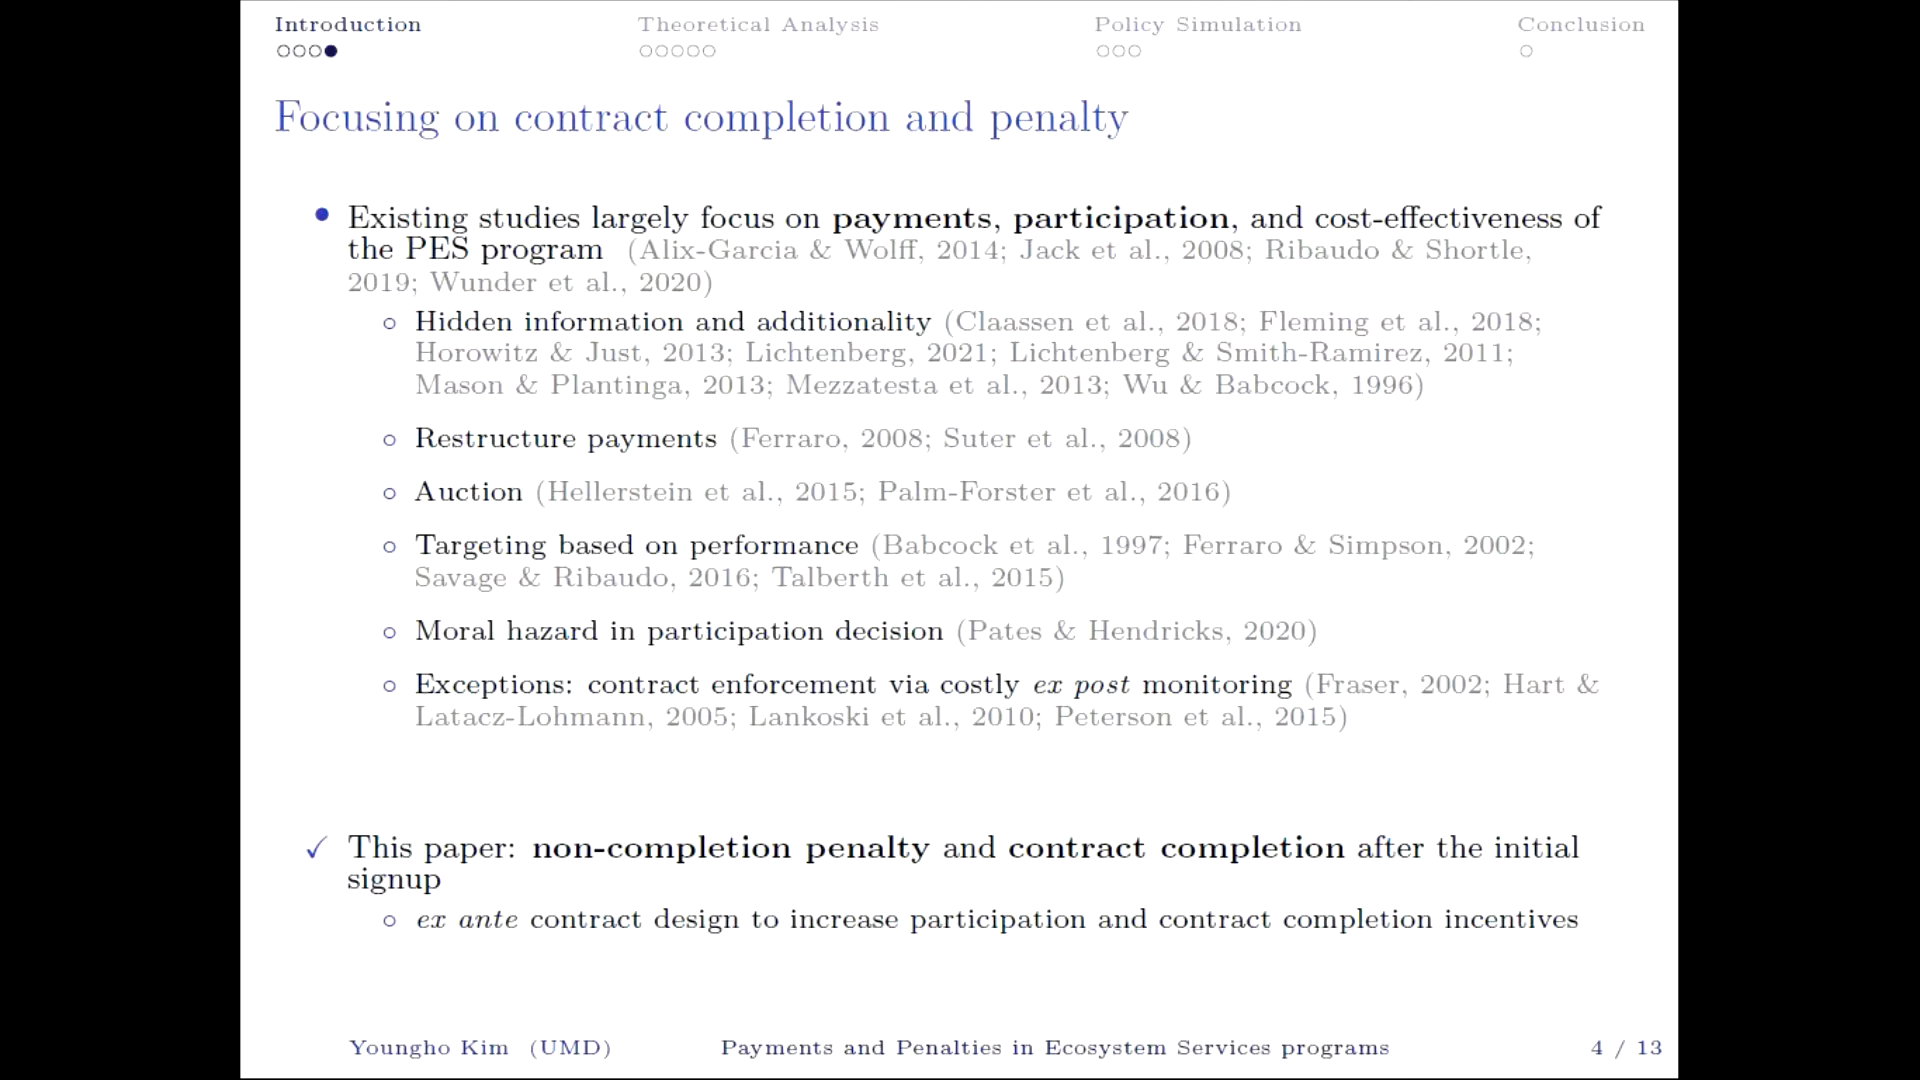 Introduction
Theoretical Analysis
Policy Simulation
Conclusion
Focusing on contract completion and penalty
Existing studies largely focus on payments, participation, and cost-effectiveness of
the PES program (Alix-Garcia & Wolff, 2014; Jack et al., 2008; Ribaudo & Shortle,
2019; Wunder et al., 2020)
Hidden information and additionality (Claassen et al., 2018; Fleming et al., 2018;
Horowitz & Just, 2013; Lichtenberg, 2021; Lichtenberg & Smith-Ramirez, 2011;
Mason & Plantinga, 2013; Mezzatesta et al., 2013; Wu & Babcock, 1996)
Restructure payments (Ferraro, 2008; Suter et al., 2008)
Auction (Hellerstein et al., 2015; Palm-Forster et al., 2016)
Targeting based on performance (Babcock et al., 1997; Ferraro & Simpson, 2002;
Savage & Ribaudo, 2016; Talberth et al., 2015)
Moral hazard in participation decision (Pates & Hendricks, 2020)
Exceptions: contract enforcement via costly ex post monitoring (Fraser, 2002; Hart &
Latacz-Lohmann, 2005; Lankoski et al., 2010; Peterson et al., 2015)
✓ This paper: non-completion penalty and contract completion after the initial
signup
ex ante contract design to increase participation and contract completion incentives
Youngho Kim (UMD)
Payments and Penalties in Ecosystem Services programs
4 / 13